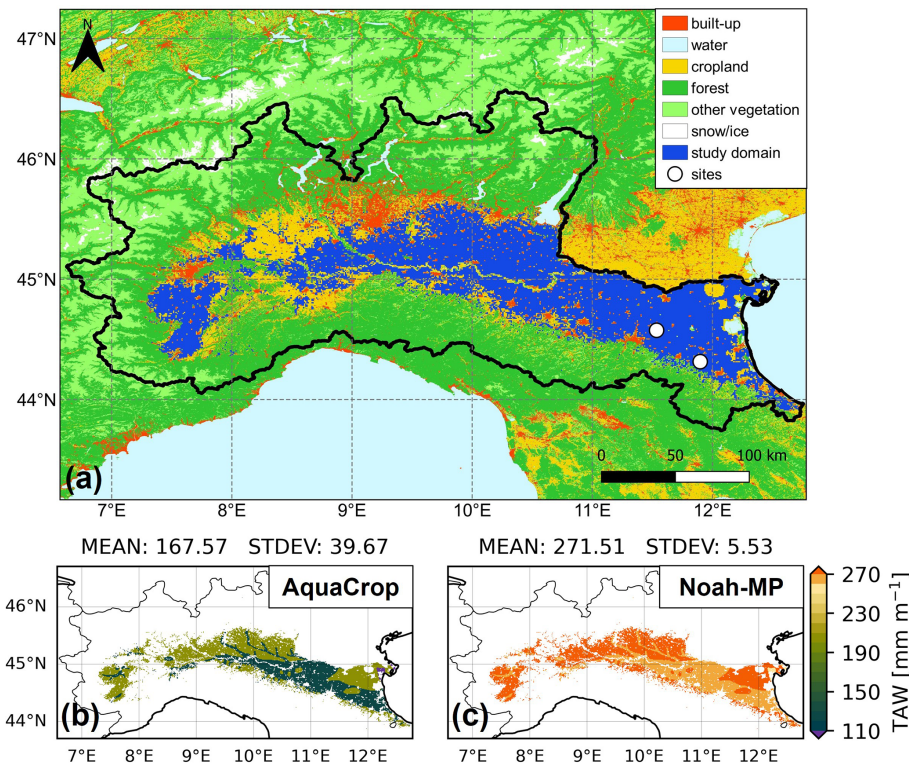 N
47°N
46°N
45°N
44°N
built-up
water
cropland
forest
other vegetation
snow/ice
study domain
sites
0 50 100 km
(a)
7°E 8°E 9°E 10°E 11°E 12°E
MEAN: 167.57 STDEV: 39.67
MEAN: 271.51 STDEV: 5.53
AquaCrop
46°N
45°N
44°N
(b)
7°E 8°E 9°E 10°E 11°E 12°E
Noah-MP
(c)
7°E 8°E 9°E 10°E 11°E 12°E
270
230
190
150
110
TAW [mm m⁻¹]